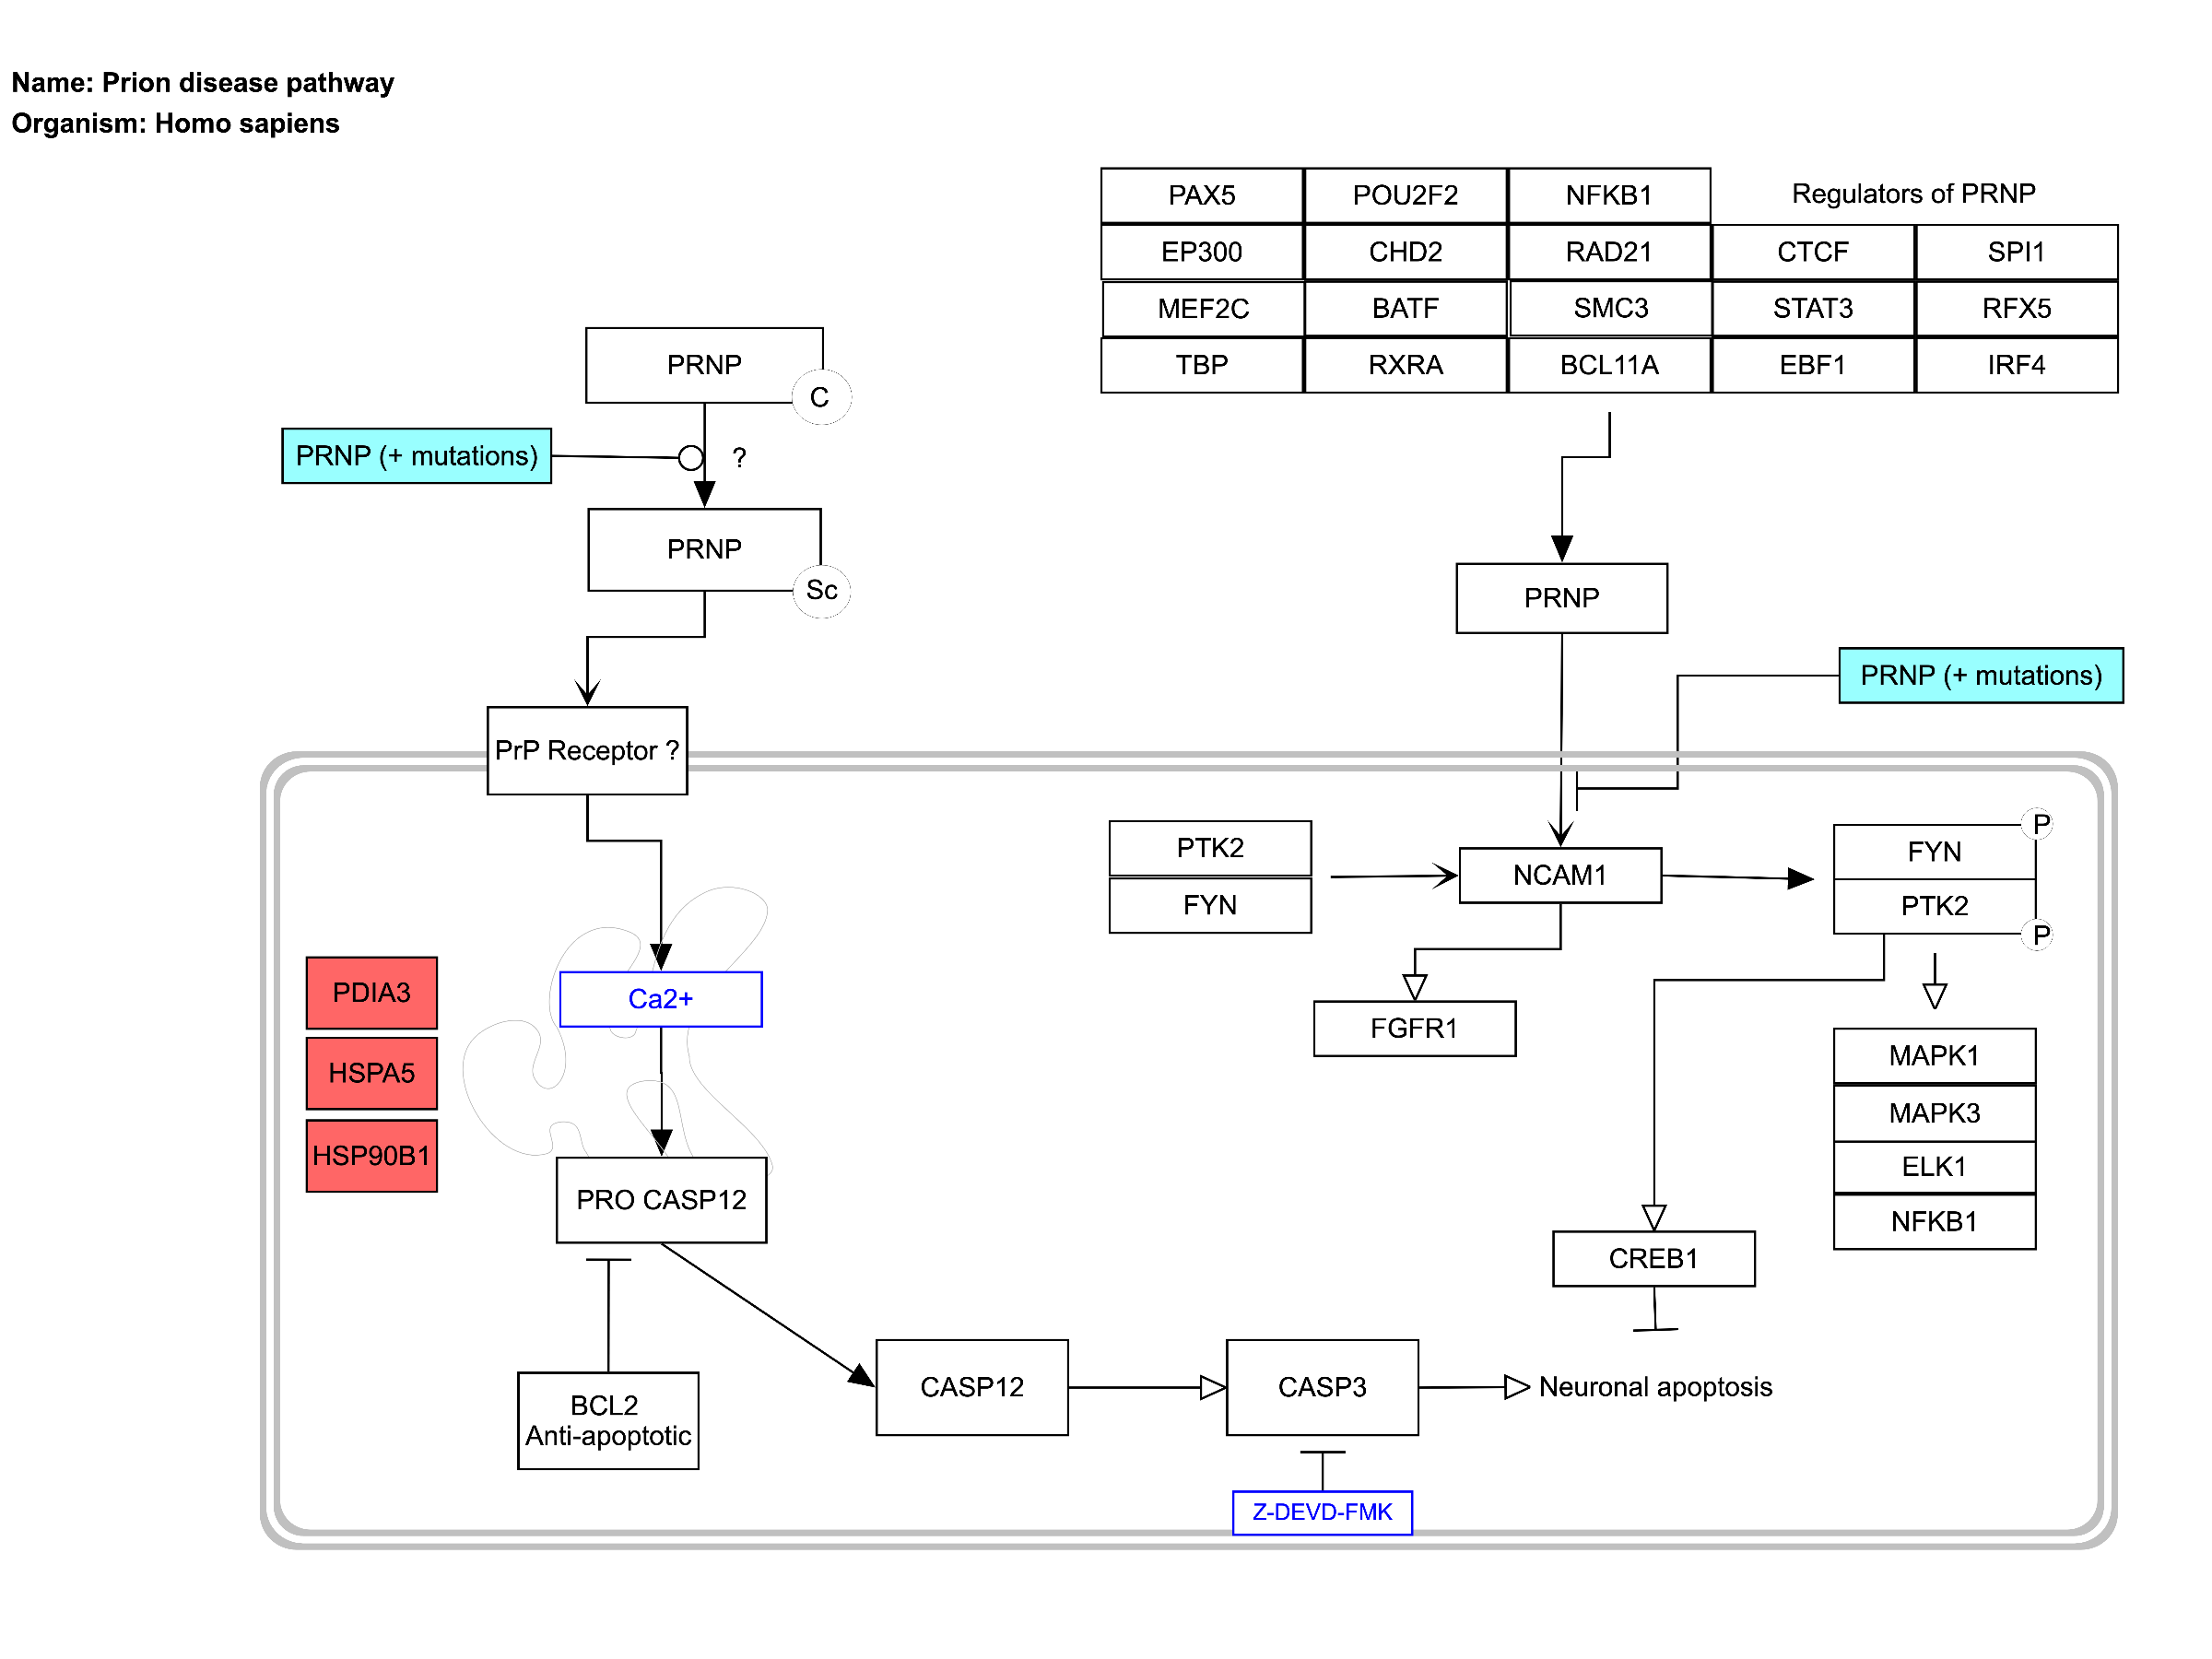 Name: Prion disease pathway
Organism: Homo sapiens
PAX5 POU2F2 NFKB1 Regulators of PRNP
EP300 CHD2 RAD21 CTCF SPI1
MEF2C BATF SMC3 STAT3 RFX5
TBP RXRA BCL11A EBF1 IRF4
PRNP
C
PRNP (+ mutations)
?
PRNP
Sc
PrP Receptor ?
PRNP
PRNP (+ mutations)
PTK2
FYN
NCAM1
P
FYN
PTK2
P
FGFR1
MAPK1
MAPK3
ELK1
NFKB1
CREB1
PDIA3
HSPA5
HSP90B1
Ca2+
PRO CASP12
BCL2
Anti-apoptotic
CASP12
CASP3
Neuronal apoptosis
Z-DEVD-FMK